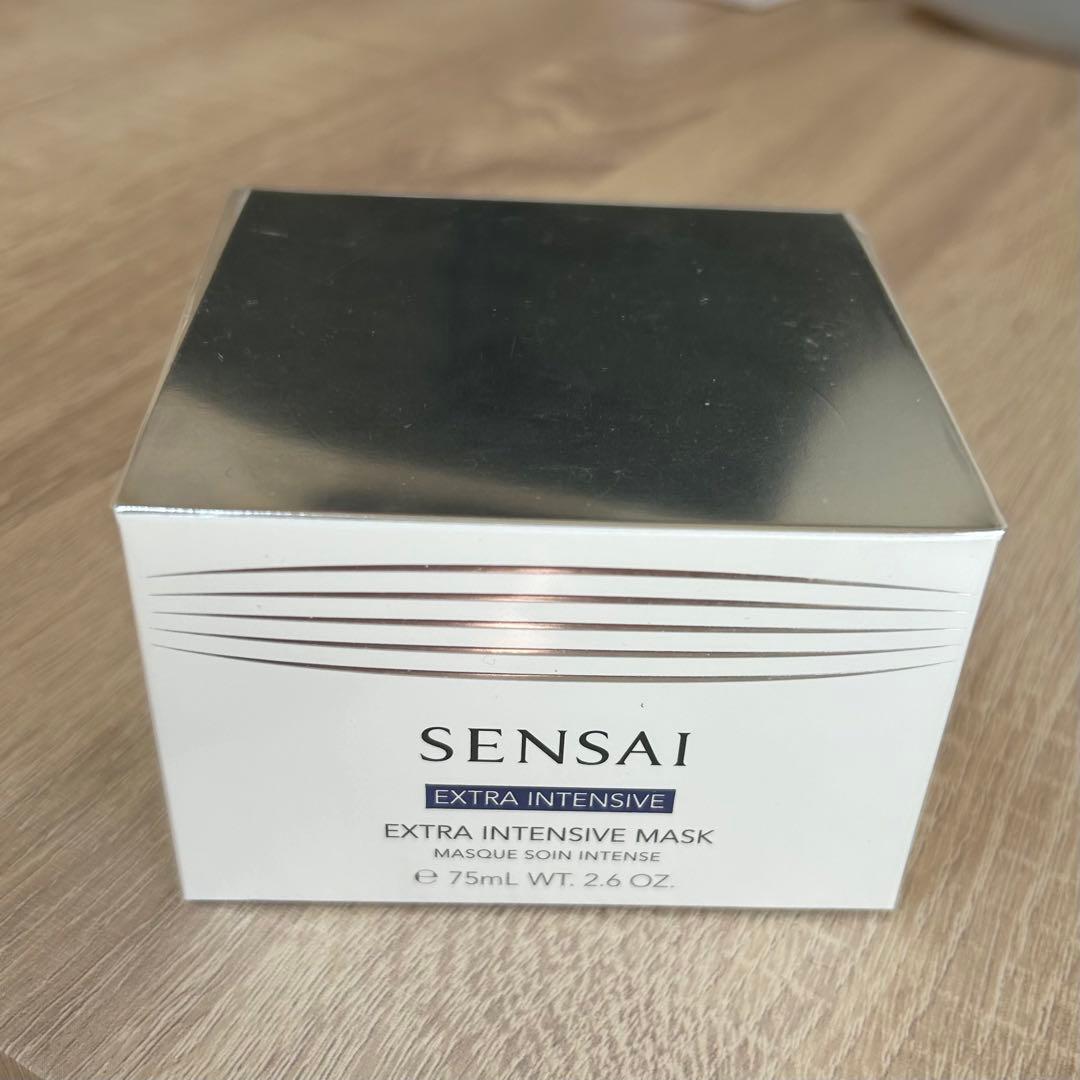 SENSAI
EXTRA INTENSIVE
EXTRA INTENSIVE MASK
MASQUE SOIN INTENSE
℮ 75mL WT. 2.6 OZ.